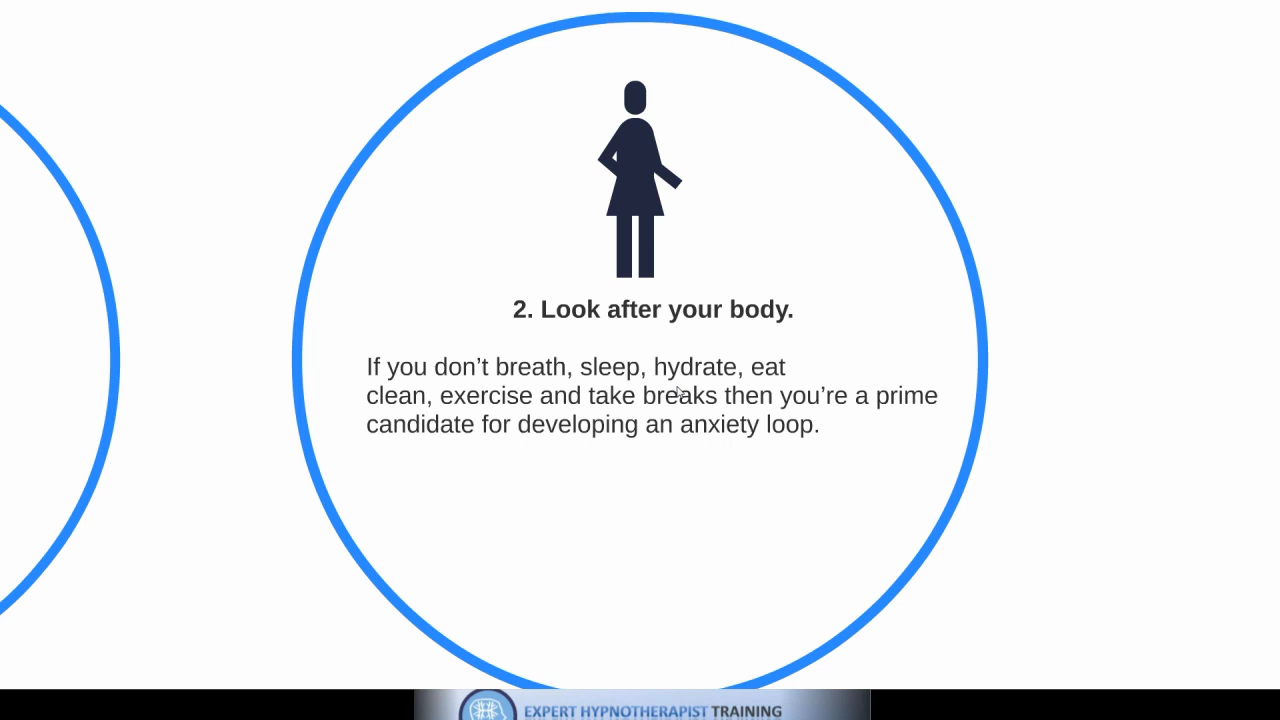 2. Look after your body.
If you don’t breath, sleep, hydrate, eat
clean, exercise and take breaks then you’re a prime
candidate for developing an anxiety loop.
EXPERT HYPNOTHERAPIST TRAINING